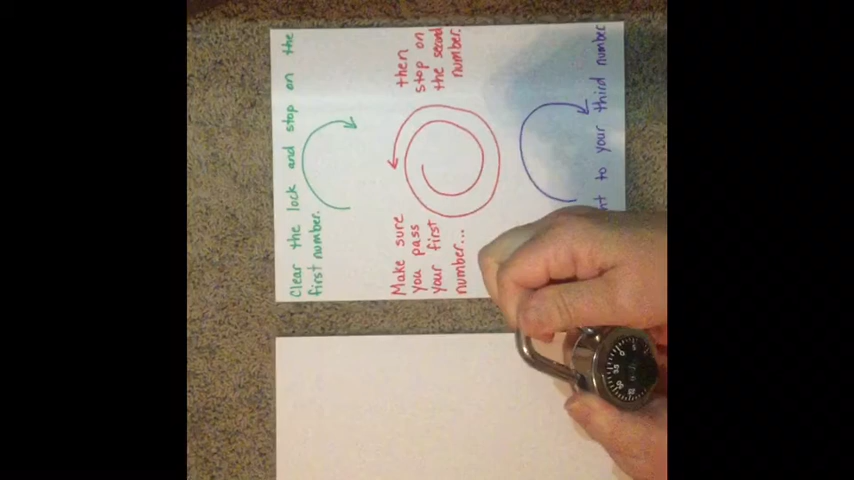 Clear the lock and stop on the
first number.
Make sure
you pass
your first
number...
then
stop on
the second
number.
to your third number